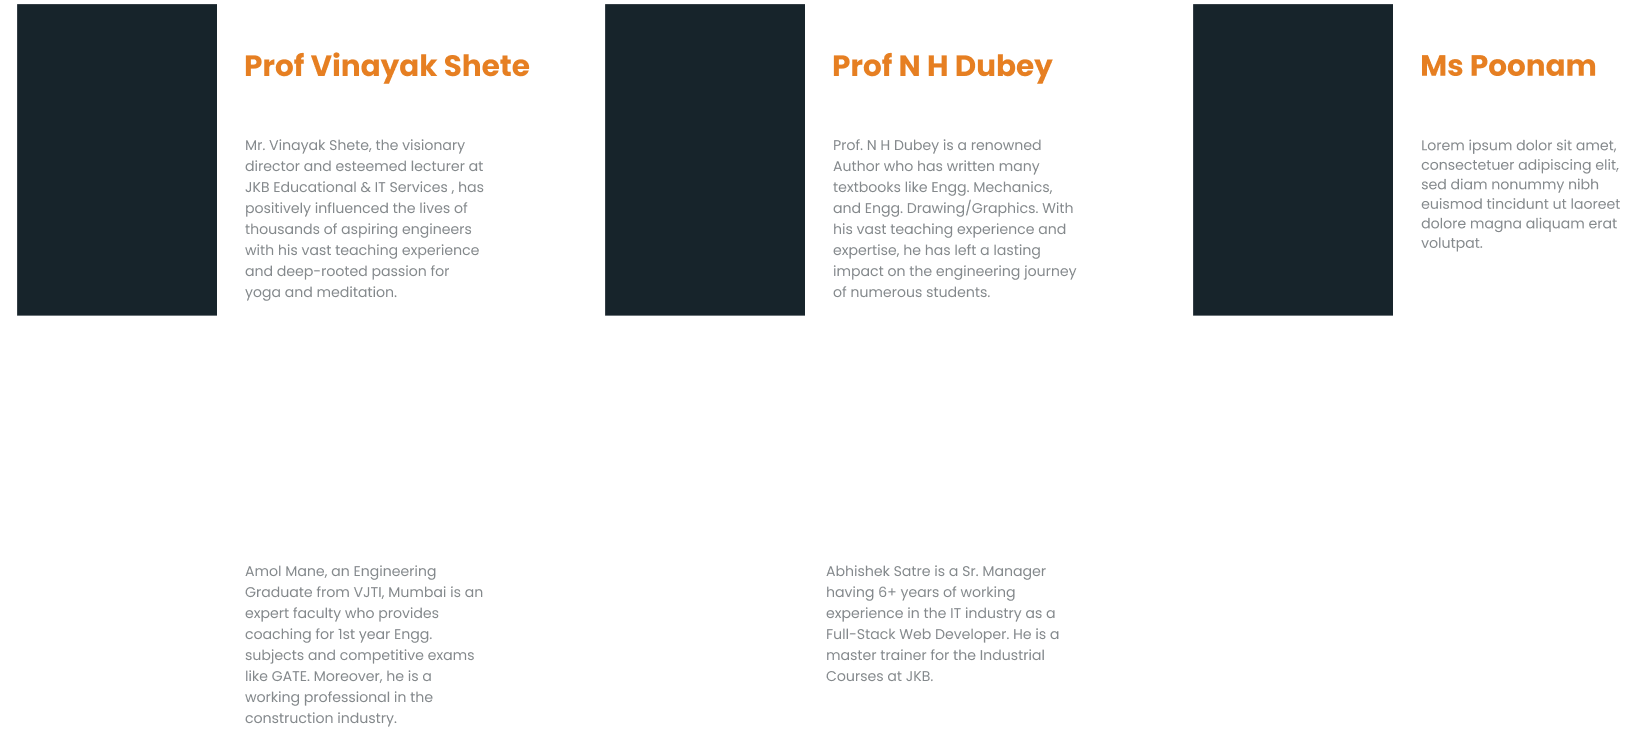 Prof Vinayak Shete
Mr. Vinayak Shete, the visionary
director and esteemed lecturer at
JKB Educational & IT Services , has
positively influenced the lives of
thousands of aspiring engineers
with his vast teaching experience
and deep-rooted passion for
yoga and meditation.
Prof N H Dubey
Prof. N H Dubey is a renowned
Author who has written many
textbooks like Engg. Mechanics,
and Engg. Drawing/Graphics. With
his vast teaching experience and
expertise, he has left a lasting
impact on the engineering journey
of numerous students.
Ms Poonam
Lorem ipsum dolor sit amet,
consectetuer adipiscing elit,
sed diam nonummy nibh
euismod tincidunt ut laoreet
dolore magna aliquam erat
volutpat.
Amol Mane, an Engineering
Graduate from VJTI, Mumbai is an
expert faculty who provides
coaching for 1st year Engg.
subjects and competitive exams
like GATE. Moreover, he is a
working professional in the
construction industry.
Abhishek Satre is a Sr. Manager
having 6+ years of working
experience in the IT industry as a
Full-Stack Web Developer. He is a
master trainer for the Industrial
Courses at JKB.